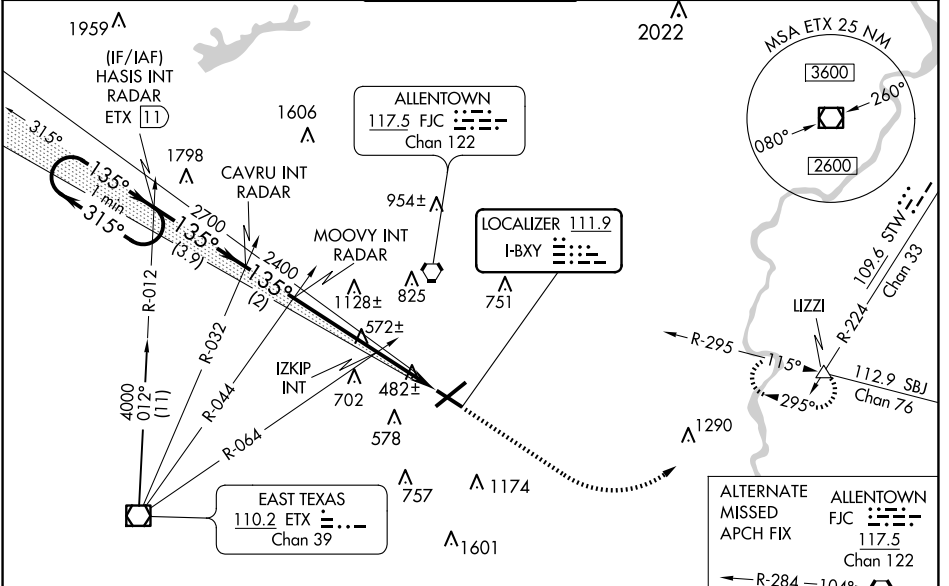 1959
2022
(IF/IAF)
HASIS INT
RADAR
ETX 11
1606
1798
CAVRU INT
RADAR
ALLENTOWN
117.5 FJC
Chan 122
MSA ETX 25 NM
3600
260°
080°
2600
315°
135°
1 min
315°
2700
135°
(3.9)
2400
135°
(2)
MOOVY INT
RADAR
954±
LOCALIZER 111.9
I-BXY
1128±
825
751
572±
IZKIP
INT
702
482±
578
R-012
R-032
R-044
R-064
4000
012°
(11)
109.6 STW
Chan 33
R-224
LIZZI
R-295
115°
295°
112.9 SBJ
Chan 76
1290
757
1174
1601
EAST TEXAS
110.2 ETX
Chan 39
ALTERNATE
MISSED
APCH FIX
ALLENTOWN
FJC
117.5
Chan 122
R-284
104°